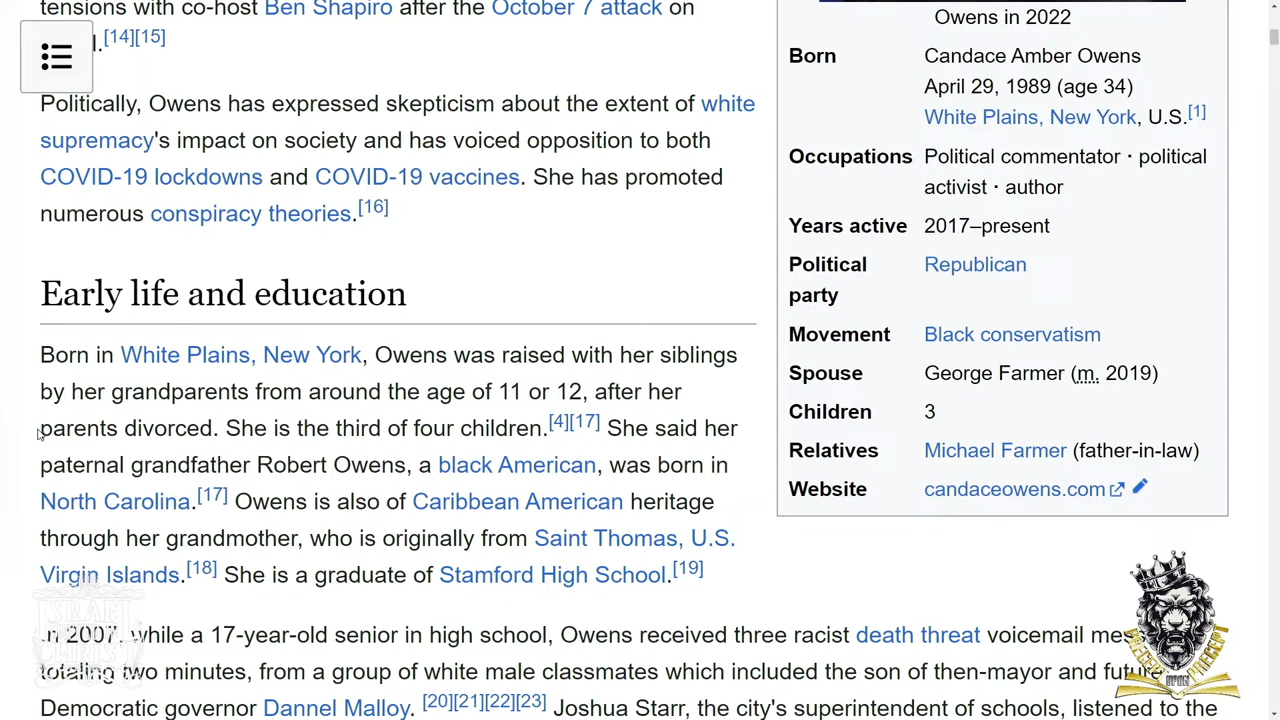 tensions with co-host Ben Shapiro after the October 7 attack on
l.[14][15]
Politically, Owens has expressed skepticism about the extent of white
supremacy's impact on society and has voiced opposition to both
COVID-19 lockdowns and COVID-19 vaccines. She has promoted
numerous conspiracy theories.[16]
Early life and education
Born in White Plains, New York, Owens was raised with her siblings
by her grandparents from around the age of 11 or 12, after her
parents divorced. She is the third of four children.[4][17] She said her
paternal grandfather Robert Owens, a black American, was born in
North Carolina.[17] Owens is also of Caribbean American heritage
through her grandmother, who is originally from Saint Thomas, U.S.
Virgin Islands.[18] She is a graduate of Stamford High School.[19]
In 2007, while a 17-year-old senior in high school, Owens received three racist death threat voicemail
totaling two minutes, from a group of white male classmates which included the son of then-mayor and
Democratic governor Dannel Malloy. [20][21][22][23] Joshua Starr, the city's superintendent of schools, listened to the
Owens in 2022
Born Candace Amber Owens
April 29, 1989 (age 34)
White Plains, New York, U.S.[1]
Occupations Political commentator · political
activist · author
Years active 2017–present
Political Republican
party
Movement Black conservatism
Spouse George Farmer (m. 2019)
Children 3
Relatives Michael Farmer (father-in-law)
Website candaceowens.com
ISRAEL
CHRIST
PRECEPT UPON PRECEPT